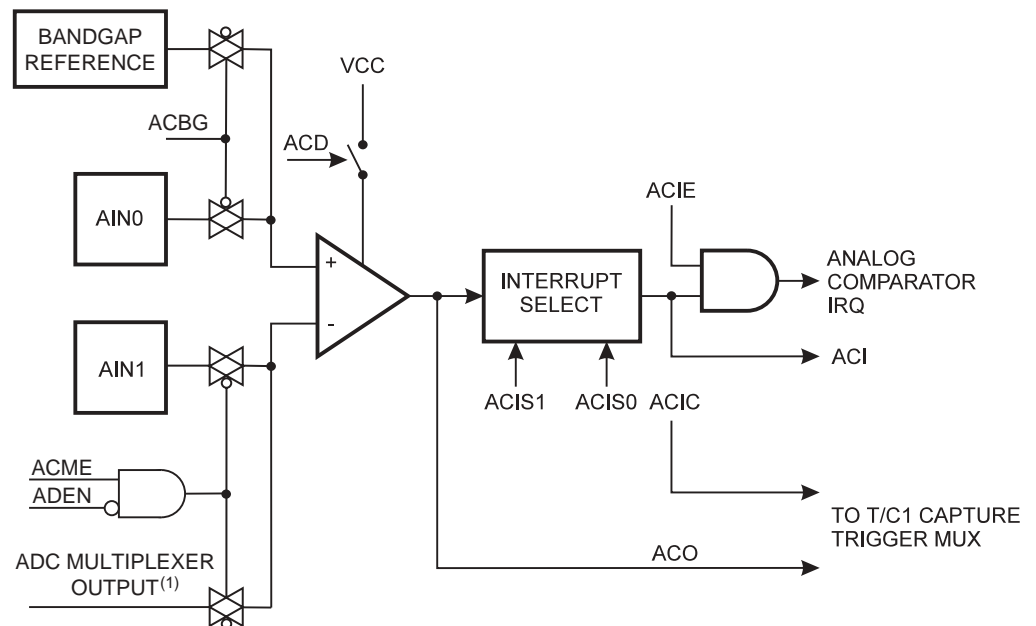 BANDGAP
REFERENCE
VCC
ACBG
ACD
AIN0
ACIE
+
INTERRUPT
SELECT
ANALOG
COMPARATOR
IRQ
-
AIN1
ACI
ACIS1
ACIS0
ACIC
ACME
ADEN
TO T/C1 CAPTURE
TRIGGER MUX
ACO
ADC MULTIPLEXER
OUTPUT(1)